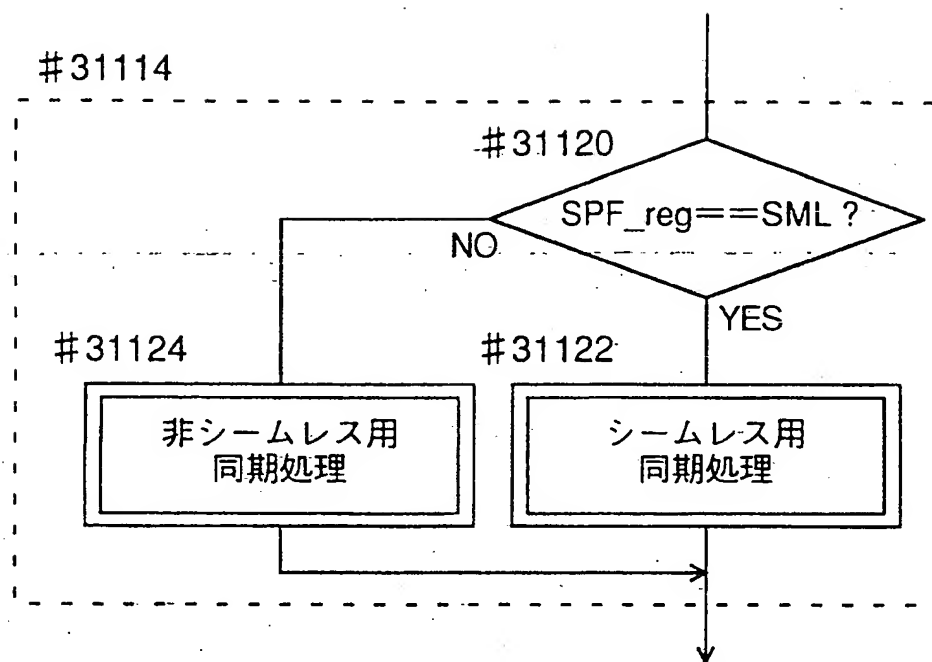 #31114
#31120
SPF_reg==SML?
NO
YES
#31124
#31122
非シームレス用
同期処理
シームレス用
同期処理